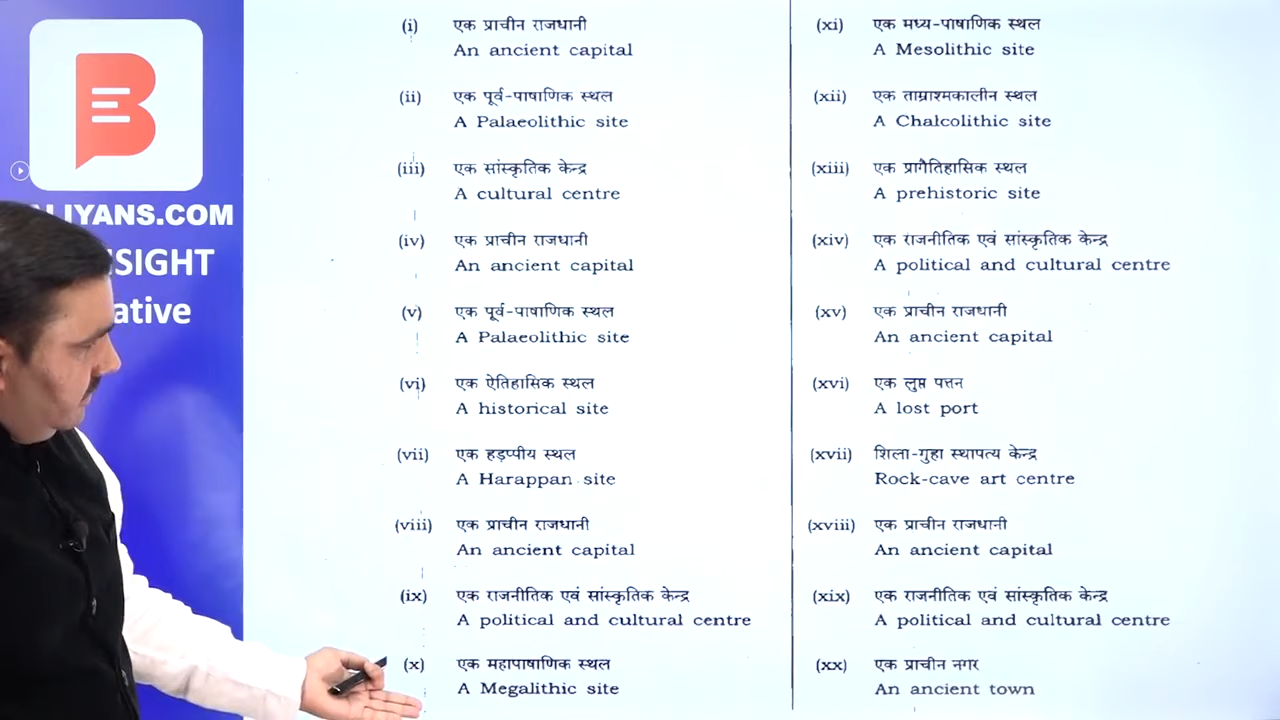 ALIYANS.COM
SIGHT
ative
(i) एक प्राचीन राजधानी
An ancient capital
(ii) एक पूर्व-पाषाणिक स्थल
A Palaeolithic site
(iii) एक सांस्कृतिक केन्द्र
A cultural centre
(iv) एक प्राचीन राजधानी
An ancient capital
(v) एक पूर्व-पाषाणिक स्थल
A Palaeolithic site
(vi) एक ऐतिहासिक स्थल
A historical site
(vii) एक हड़प्पीय स्थल
A Harappan site
(viii) एक प्राचीन राजधानी
An ancient capital
(ix) एक राजनीतिक एवं सांस्कृतिक केन्द्र
A political and cultural centre
(x) एक महापाषाणिक स्थल
A Megalithic site
(xi) एक मध्य-पाषाणिक स्थल
A Mesolithic site
(xii) एक ताम्राश्मकालीन स्थल
A Chalcolithic site
(xiii) एक प्रागैतिहासिक स्थल
A prehistoric site
(xiv) एक राजनीतिक एवं सांस्कृतिक केन्द्र
A political and cultural centre
(xv) एक प्राचीन राजधानी
An ancient capital
(xvi) एक लुप्त पत्तन
A lost port
(xvii) शिला-गुहा स्थापत्य केन्द्र
Rock-cave art centre
(xviii) एक प्राचीन राजधानी
An ancient capital
(xix) एक राजनीतिक एवं सांस्कृतिक केन्द्र
A political and cultural centre
(xx) एक प्राचीन नगर
An ancient town